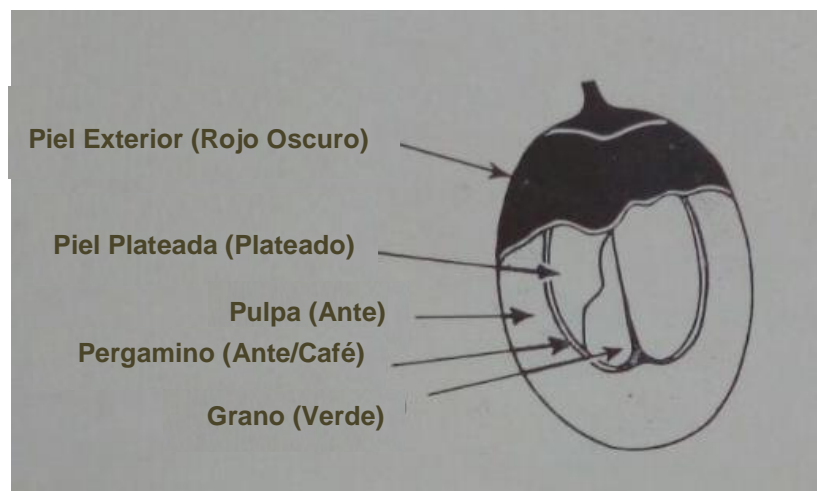 Piel Exterior (Rojo Oscuro)
Piel Plateada (Plateado)
Pulpa (Ante)
Pergamino (Ante/Café)
Grano (Verde)